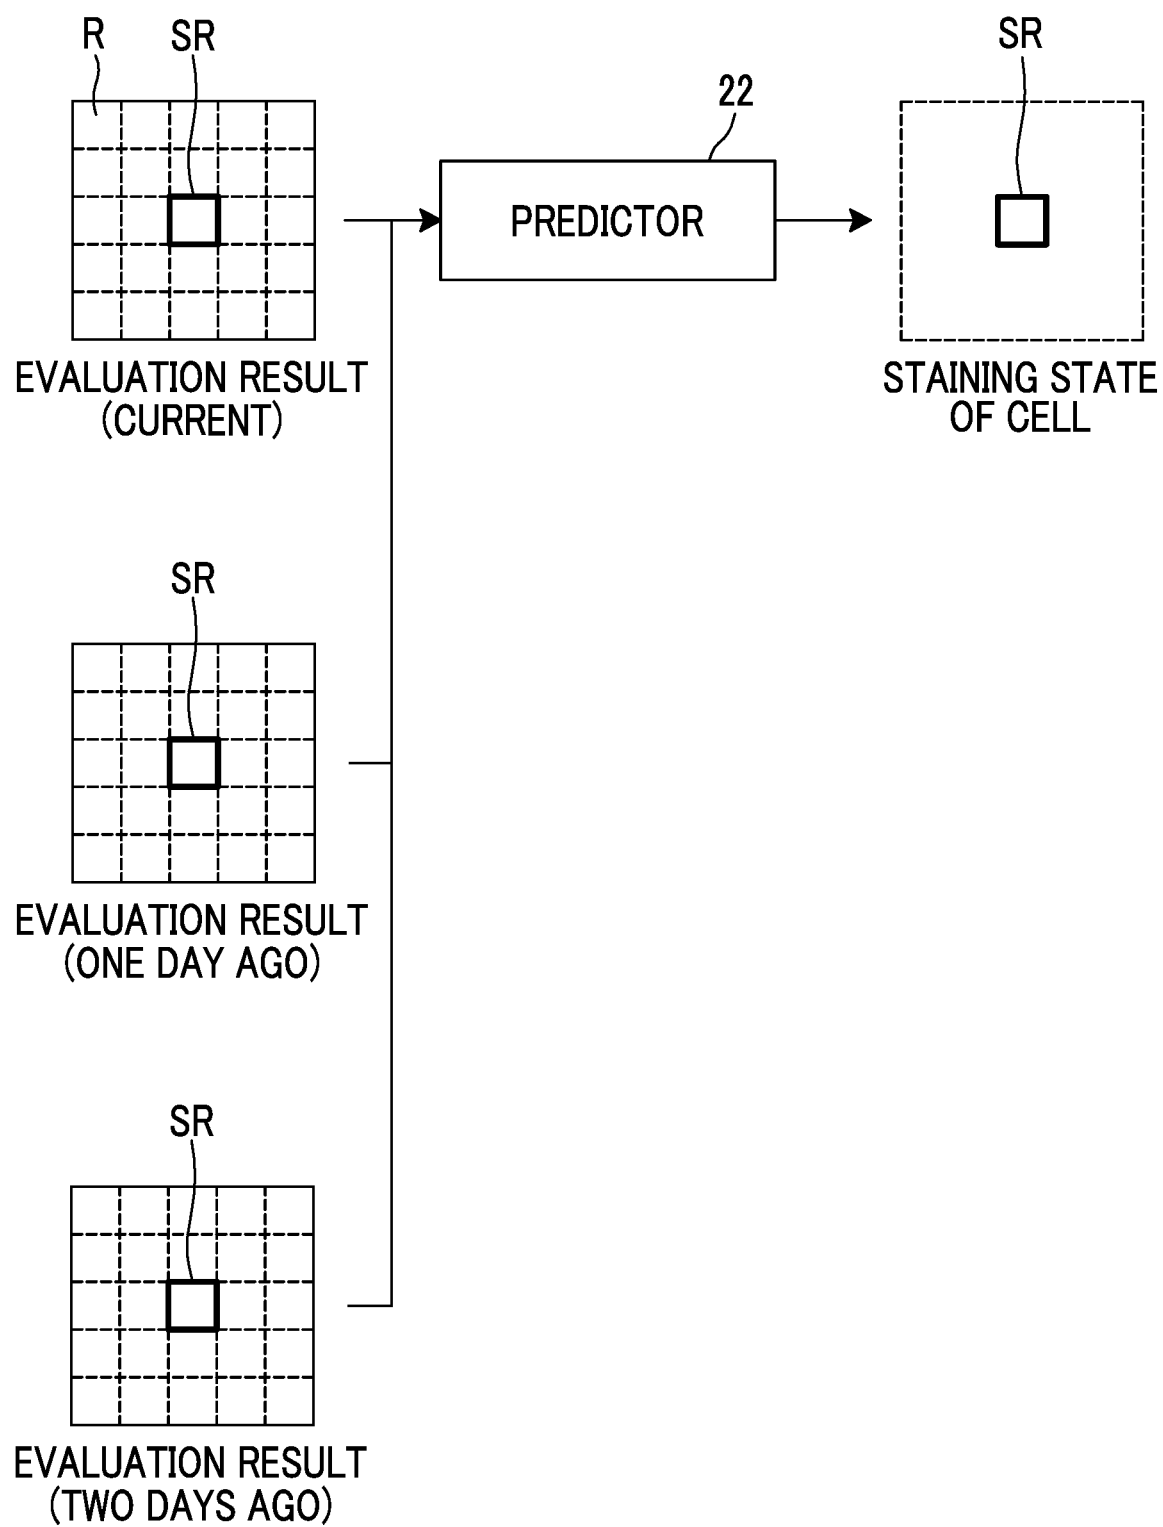 R
SR
SR
22
PREDICTOR
EVALUATION RESULT
(CURRENT)
STAINING STATE
OF CELL
SR
EVALUATION RESULT
(ONE DAY AGO)
SR
EVALUATION RESULT
(TWO DAYS AGO)